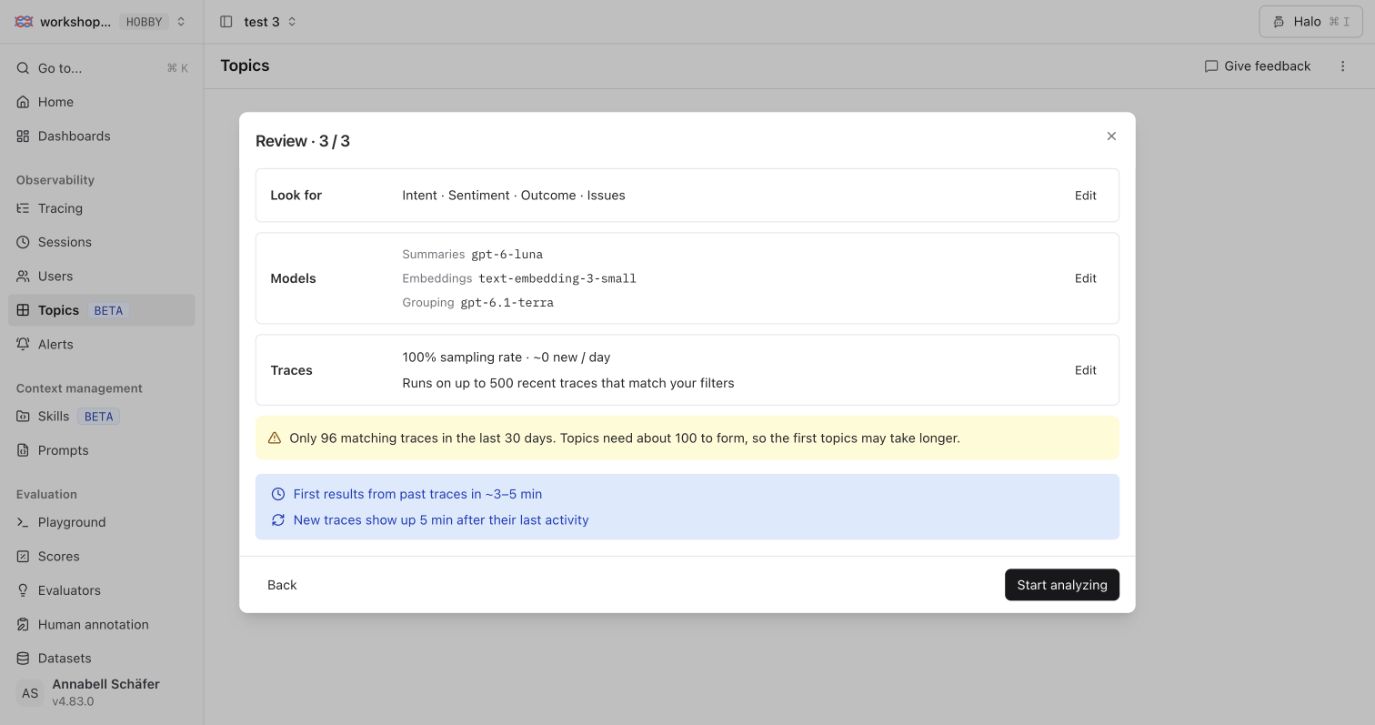 workshop... HOBBY
test 3
Halo ⌘ I
Go to... ⌘ K
Home
Dashboards
Observability
Tracing
Sessions
Users
Topics BETA
Alerts
Context management
Skills BETA
Prompts
Evaluation
Playground
Scores
Evaluators
Human annotation
Datasets
AS
Annabell Schäfer
v4.83.0
Topics
Give feedback
Review · 3 / 3
Look for
Intent · Sentiment · Outcome · Issues
Edit
Models
Summaries gpt-6-luna
Embeddings text-embedding-3-small
Grouping gpt-6.1-terra
Edit
Traces
100% sampling rate · ~0 new / day
Runs on up to 500 recent traces that match your filters
Edit
Only 96 matching traces in the last 30 days. Topics need about 100 to form, so the first topics may take longer.
First results from past traces in ~3–5 min
New traces show up 5 min after their last activity
Back
Start analyzing